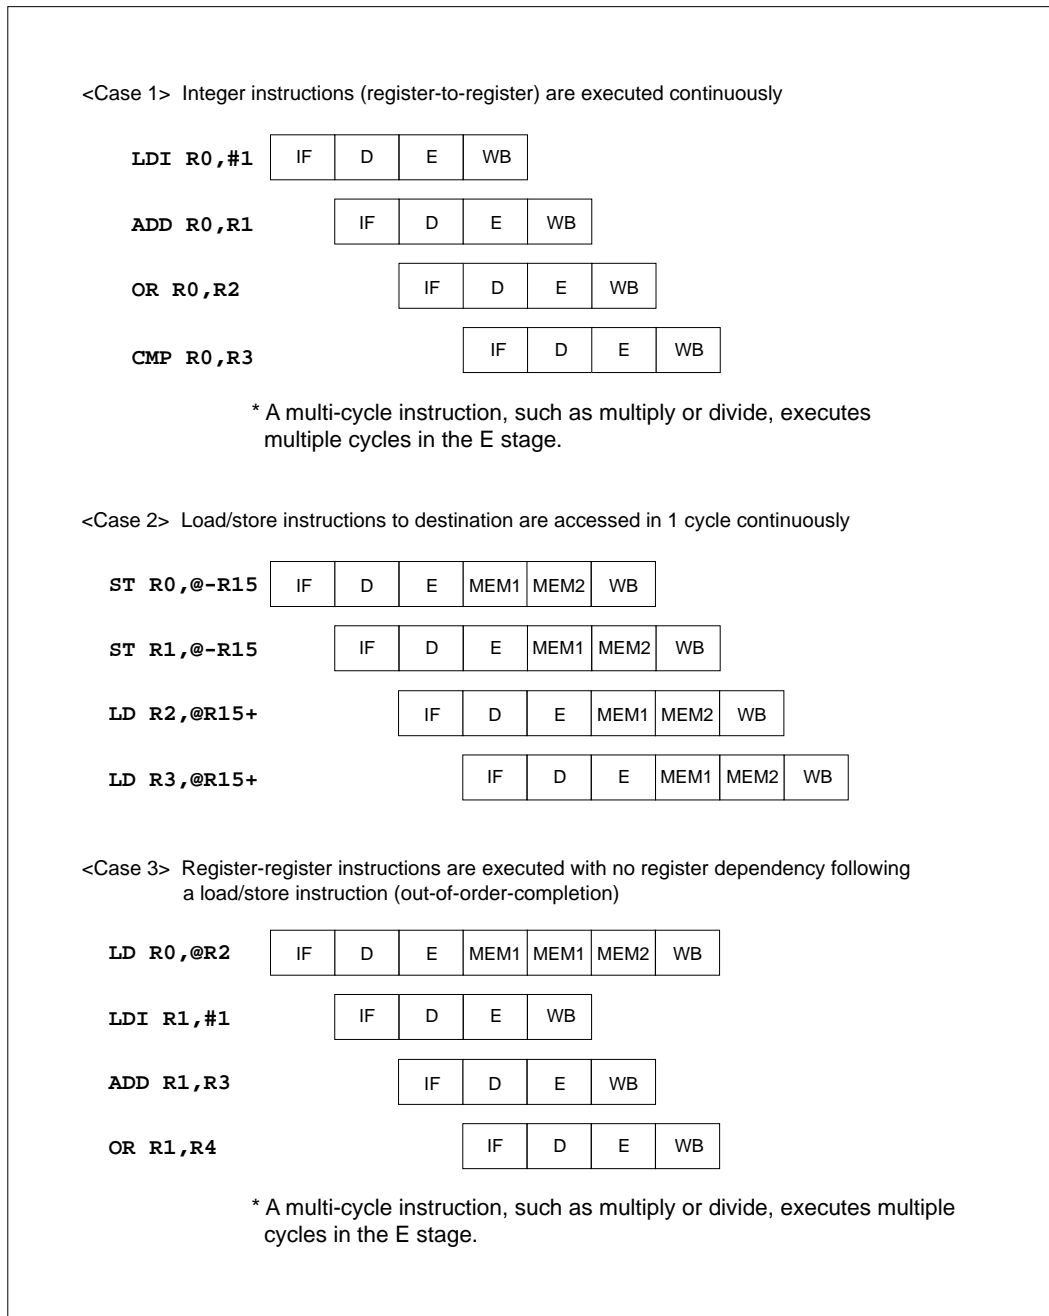 <Case 1> Integer instructions (register-to-register) are executed continuously
LDI R0,#1 IF D E WB
ADD R0,R1 IF D E WB
OR R0,R2 IF D E WB
CMP R0,R3 IF D E WB
* A multi-cycle instruction, such as multiply or divide, executes
multiple cycles in the E stage.
<Case 2> Load/store instructions to destination are accessed in 1 cycle continuously
ST R0,@-R15 IF D E MEM1 MEM2 WB
ST R1,@-R15 IF D E MEM1 MEM2 WB
LD R2,@R15+ IF D E MEM1 MEM2 WB
LD R3,@R15+ IF D E MEM1 MEM2 WB
<Case 3> Register-register instructions are executed with no register dependency following
a load/store instruction (out-of-order-completion)
LD R0,@R2 IF D E MEM1 MEM1 MEM2 WB
LDI R1,#1 IF D E WB
ADD R1,R3 IF D E WB
OR R1,R4 IF D E WB
* A multi-cycle instruction, such as multiply or divide, executes multiple
cycles in the E stage.